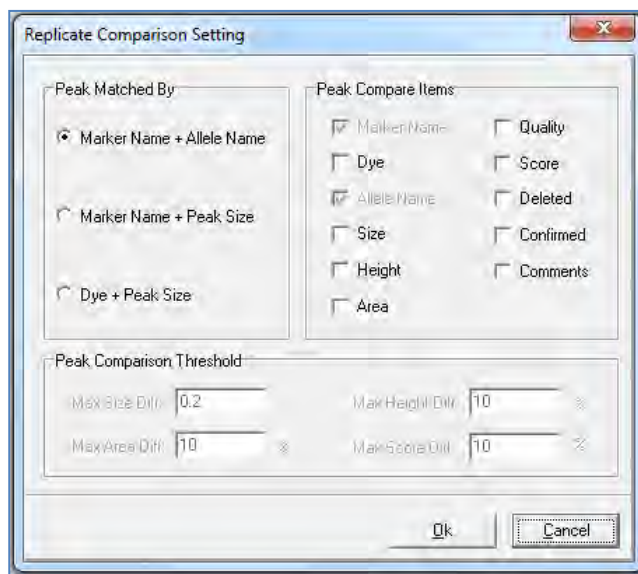 Replicate Comparison Setting
Peak Matched By
Marker Name + Allele Name
Marker Name + Peak Size
Dye + Peak Size
Peak Compare Items
Marker Name
Quality
Dye
Score
Allele Name
Deleted
Size
Confirmed
Height
Comments
Area
Peak Comparison Threshold
Max Size Diff. 0.2
Max Height Diff. 10 %
Max Area Diff. 10 %
Max Score Diff. 10 %
Ok
Cancel